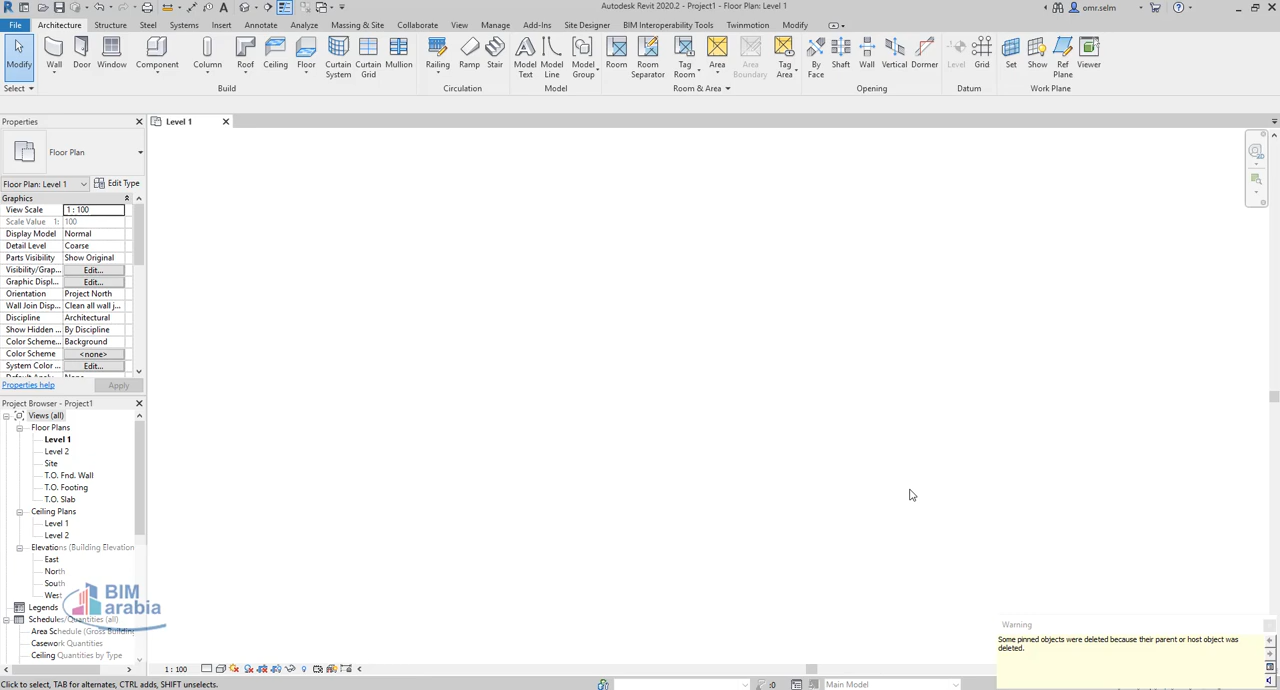 Autodesk Revit 2020.2 - Project1 - Floor Plan: Level 1
omr.selm
File Architecture Structure Steel Systems Insert Annotate Analyze Massing & Site Collaborate View Manage Add-Ins Site Designer BIM Interoperability Tools Twinmotion Modify
Modify Wall Door Window Component Column Roof Ceiling Floor Curtain System Curtain Grid Mullion Railing Ramp Stair Model Text Model Line Model Group Room Room Separator Tag Room Area Area Boundary Tag Area By Face Shaft Wall Vertical Dormer Level Grid Set Show Ref Plane Viewer
Select Build Circulation Model Room & Area Opening Datum Work Plane
Properties
Level 1
Floor Plan
Floor Plan: Level 1 Edit Type
Graphics
View Scale 1 : 100
Scale Value 1: 100
Display Model Normal
Detail Level Coarse
Parts Visibility Show Original
Visibility/Grap... Edit...
Graphic Displ... Edit...
Orientation Project North
Wall Join Disp... Clean all wall j...
Discipline Architectural
Show Hidden ... By Discipline
Color Scheme... Background
Color Scheme <none>
System Color ... Edit...
Properties help Apply
Project Browser - Project1
Views (all)
Floor Plans
Level 1
Level 2
Site
T.O. Fnd. Wall
T.O. Footing
T.O. Slab
Ceiling Plans
Level 1
Level 2
Elevations (Building Elevation
East
North
South
West
BIM
arabia
Legends
Schedules/Quantities (all)
Area Schedule (Gross Building
Casework Quantities
Ceiling Quantities by Type
Warning
Some pinned objects were deleted because their parent or host object was
deleted.
1 : 100
Click to select, TAB for alternates, CTRL adds, SHIFT unselects.
:0
Main Model